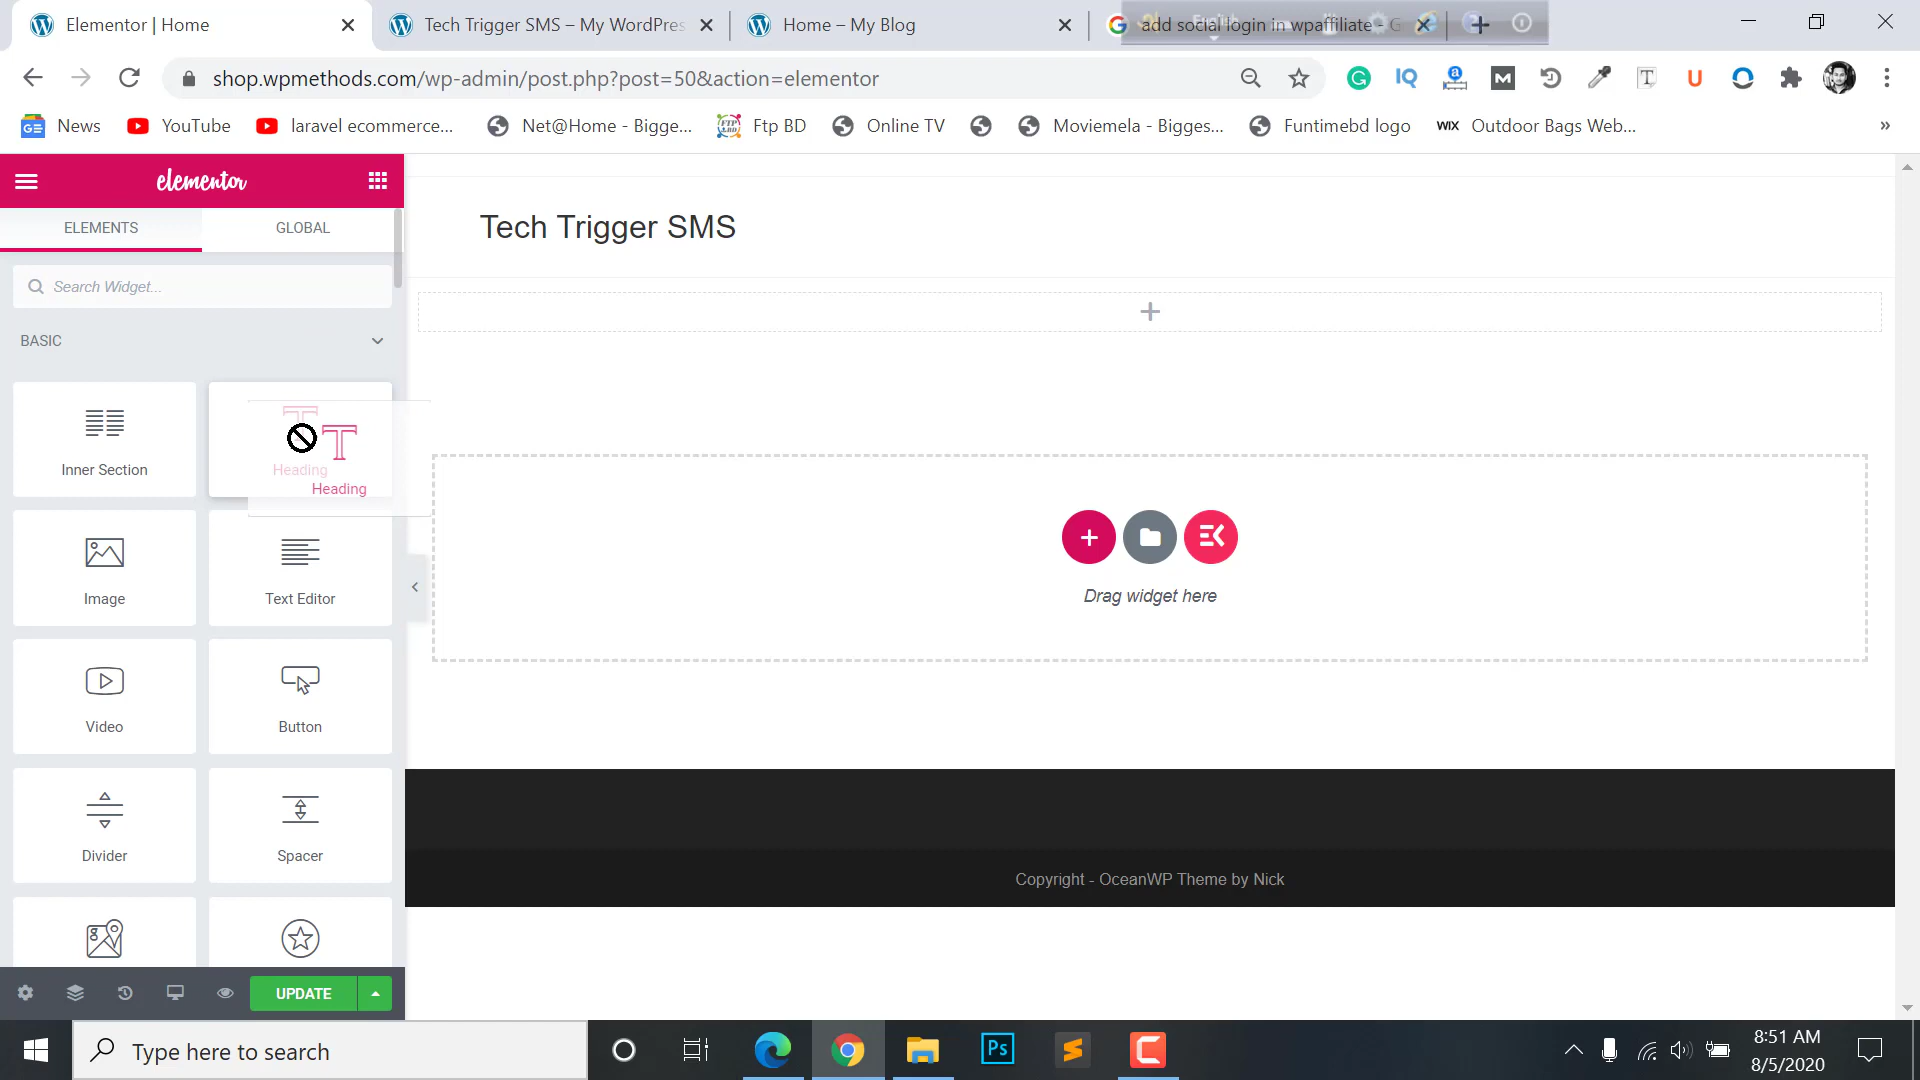 Elementor | Home
Tech Trigger SMS – My WordPres
Home – My Blog
add social login in wpaffiliate - G
shop.wpmethods.com/wp-admin/post.php?post=50&action=elementor
News
YouTube
laravel ecommerce...
Net@Home - Bigge...
Ftp BD
Online TV
Moviemela - Bigges...
Funtimebd logo
WIX
Outdoor Bags Web...
»
elementor
ELEMENTS
GLOBAL
Search Widget...
BASIC
Inner Section
Heading
Heading
Image
Text Editor
Video
Button
Divider
Spacer
UPDATE
Tech Trigger SMS
Drag widget here
Copyright - OceanWP Theme by Nick
Type here to search
Ps
8:51 AM
8/5/2020